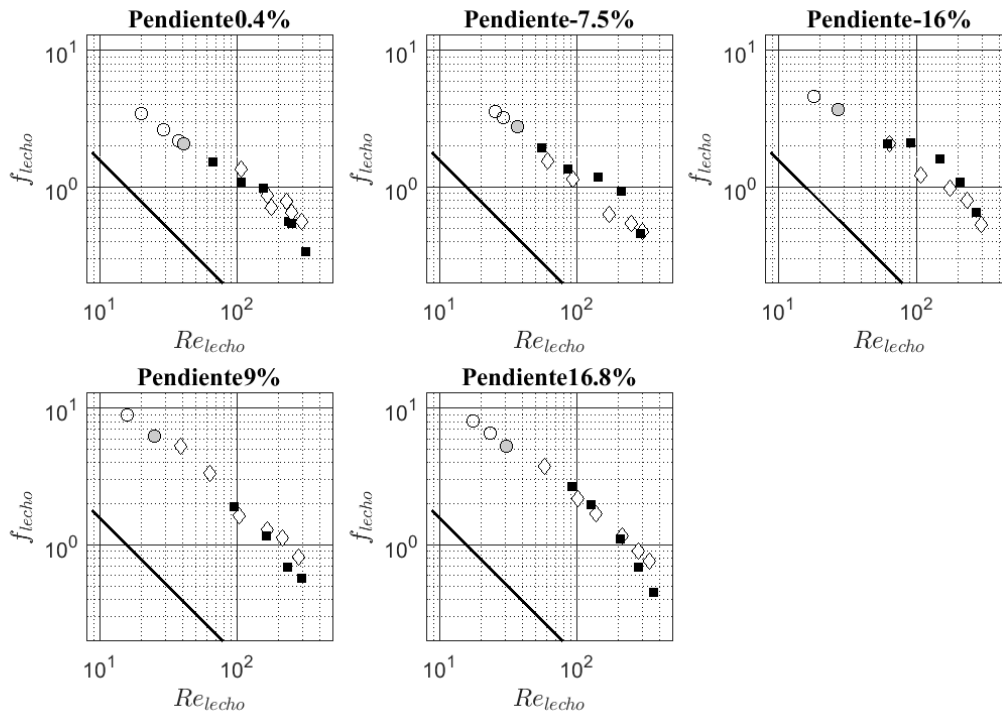 Pendiente0.4%
10^1
10^0
f_lecho
10^1
10^2
Re_lecho
Pendiente-7.5%
10^1
10^0
f_lecho
10^1
10^2
Re_lecho
Pendiente-16%
10^1
10^0
f_lecho
10^1
10^2
Re_lecho
Pendiente9%
10^1
10^0
f_lecho
10^1
10^2
Re_lecho
Pendiente16.8%
10^1
10^0
f_lecho
10^1
10^2
Re_lecho